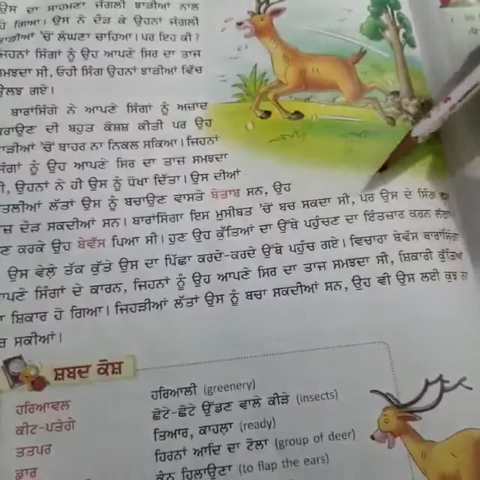 ਉਸ ਦਾ ਸਾਹਮਣਾ ਜੰਗਲੀ ਝਾੜੀਆਂ ਨਾਲ
ਹੋ ਗਿਆ। ਉਸ ਨੇ ਦੌੜ ਕੇ ਉਹਨਾਂ ਜੰਗਲੀ
ਝਾੜੀਆਂ 'ਚੋਂ ਲੰਘਣਾ ਚਾਹਿਆ। ਪਰ ਇਹ ਕੀ ?
ਜਿਹਨਾਂ ਸਿੰਗਾਂ ਨੂੰ ਉਹ ਆਪਣੇ ਸਿਰ ਦਾ ਤਾਜ
ਸਮਝਦਾ ਸੀ, ਓਹੀ ਸਿੰਗ ਉਹਨਾਂ ਝਾੜੀਆਂ ਵਿੱਚ
ਉਲਝ ਗਏ।
ਬਾਰਾਂਸਿੰਗੇ ਨੇ ਆਪਣੇ ਸਿੰਗਾਂ ਨੂੰ ਅਜ਼ਾਦ
ਕਰਾਉਣ ਦੀ ਬਹੁਤ ਕੋਸ਼ਸ਼ ਕੀਤੀ ਪਰ ਉਹ
ਝਾੜੀਆਂ 'ਚੋਂ ਬਾਹਰ ਨਾ ਨਿਕਲ ਸਕਿਆ। ਜਿਹਨਾਂ
ਸਿੰਗਾਂ ਨੂੰ ਉਹ ਆਪਣੇ ਸਿਰ ਦਾ ਤਾਜ ਸਮਝਦਾ
ਸੀ, ਉਹਨਾਂ ਨੇ ਹੀ ਉਸ ਨੂੰ ਧੋਖਾ ਦਿੱਤਾ। ਉਸ ਦੀਆਂ
ਪਤਲੀਆਂ ਲੱਤਾਂ ਉਸ ਨੂੰ ਬਚਾਉਣ ਵਾਸਤੇ ਬੇਤਾਬ ਸਨ, ਉਹ
ਦੌੜ ਸਕਦੀਆਂ ਸਨ। ਬਾਰਾਂਸਿੰਗਾ ਇਸ ਮੁਸੀਬਤ 'ਚੋਂ ਬਚ ਸਕਦਾ ਸੀ, ਪਰ ਉਸ ਦੇ ਸਿੰਗ
ਕਰਕੇ ਉਹ ਬੇਵੱਸ ਪਿਆ ਸੀ। ਹੁਣ ਉਹ ਕੁੱਤਿਆਂ ਦਾ ਉੱਥੇ ਪਹੁੰਚਣ ਦਾ ਇੰਤਜ਼ਾਰ ਕਰਨ ਲੱਗਾ
ਉਸ ਵੇਲੇ ਤੱਕ ਕੁੱਤੇ ਉਸ ਦਾ ਪਿੱਛਾ ਕਰਦੇ-ਕਰਦੇ ਉੱਥੇ ਪਹੁੰਚ ਗਏ। ਵਿਚਾਰਾ ਬੇਵੱਸ ਬਾਰਾਂਸਿੰਗਾ
ਆਪਣੇ ਸਿੰਗਾਂ ਦੇ ਕਾਰਨ, ਜਿਹਨਾਂ ਨੂੰ ਉਹ ਆਪਣੇ ਸਿਰ ਦਾ ਤਾਜ ਸਮਝਦਾ ਸੀ, ਸ਼ਿਕਾਰੀ ਕੁੱਤਿਆਂ
ਦਾ ਸ਼ਿਕਾਰ ਹੋ ਗਿਆ। ਜਿਹੜੀਆਂ ਲੱਤਾਂ ਉਸ ਨੂੰ ਬਚਾ ਸਕਦੀਆਂ ਸਨ, ਉਹ ਵੀ ਉਸ ਲਈ ਕੁਝ ਨਾ
ਕਰ ਸਕੀਆਂ।
ਸ਼ਬਦ ਕੋਸ਼
ਹਰਿਆਵਲ ਹਰਿਆਲੀ (greenery)
ਕੀਟ-ਪਤੰਗੇ ਛੋਟੇ-ਛੋਟੇ ਉੱਡਣ ਵਾਲੇ ਕੀੜੇ (insects)
ਤਤਪਰ ਤਿਆਰ, ਕਾਹਲਾ (ready)
ਡਾਰ ਹਿਰਨਾਂ ਆਦਿ ਦਾ ਟੋਲਾ (group of deer)
ਕੰਨ ਹਿਲਾਉਣਾ (to flap the ears)